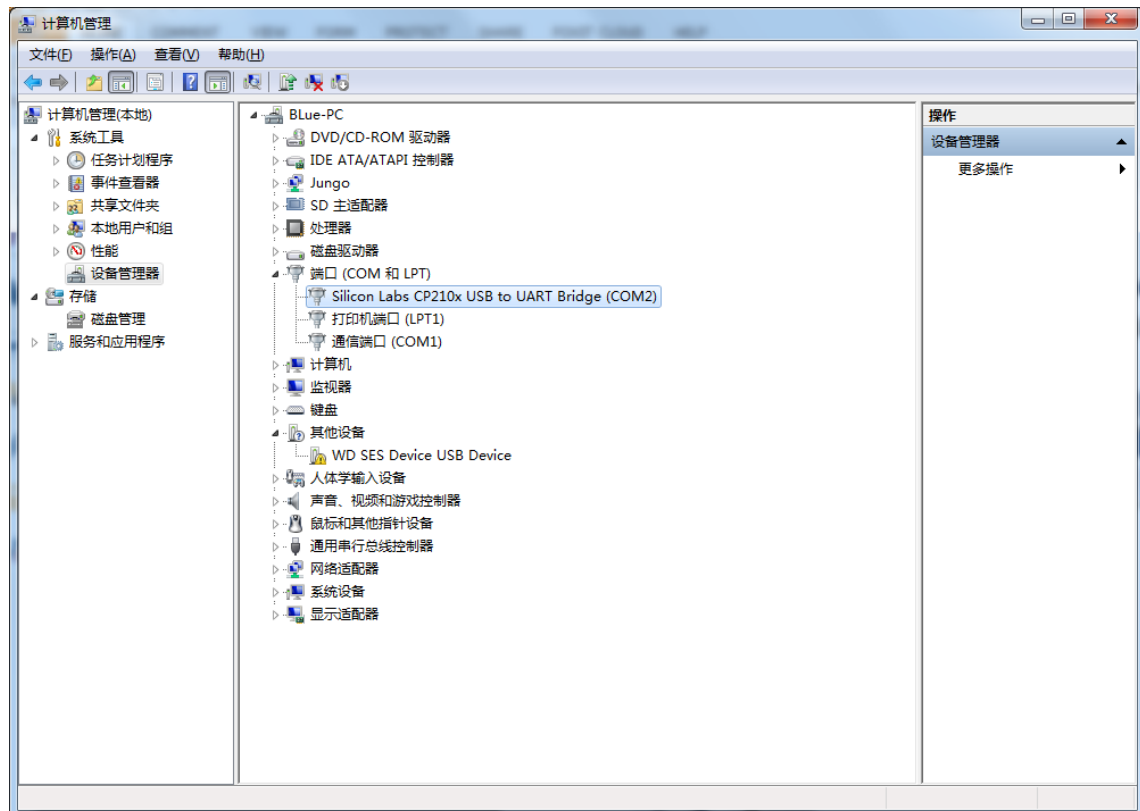 计算机管理
文件(F) 操作(A) 查看(V) 帮助(H)
计算机管理(本地)
系统工具
任务计划程序
事件查看器
共享文件夹
本地用户和组
性能
设备管理器
存储
磁盘管理
服务和应用程序
BLue-PC
DVD/CD-ROM 驱动器
IDE ATA/ATAPI 控制器
Jungo
SD 主适配器
处理器
磁盘驱动器
端口 (COM 和 LPT)
Silicon Labs CP210x USB to UART Bridge (COM2)
打印机端口 (LPT1)
通信端口 (COM1)
计算机
监视器
键盘
其他设备
WD SES Device USB Device
人体学输入设备
声音、视频和游戏控制器
鼠标和其他指针设备
通用串行总线控制器
网络适配器
系统设备
显示适配器
操作
设备管理器
更多操作